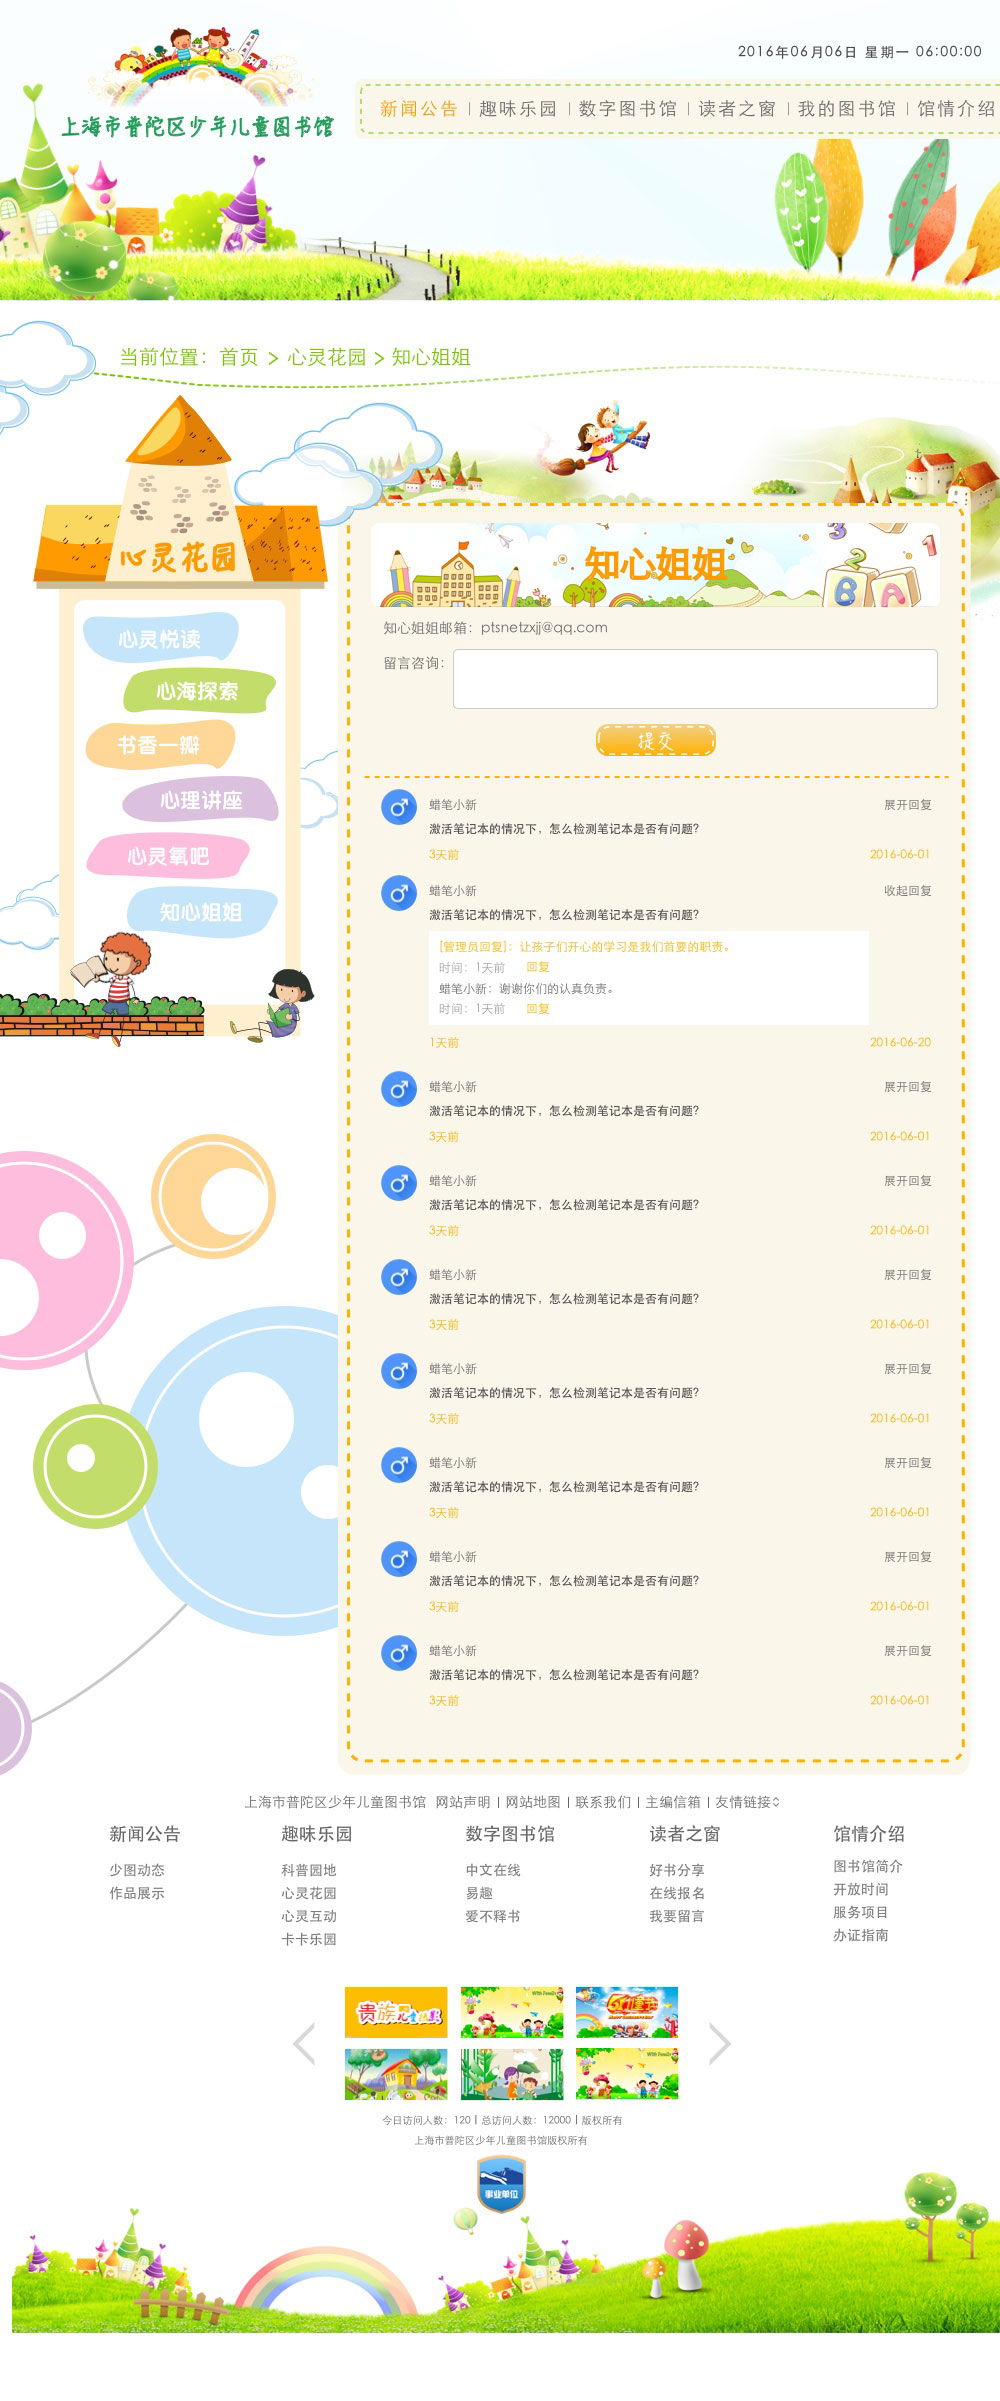 2016年06月06日 星期一 06:00:00
上海市普陀区少年儿童图书馆
新闻公告 | 趣味乐园 | 数字图书馆 | 读者之窗 | 我的图书馆 | 馆情介绍
当前位置：首页 > 心灵花园 > 知心姐姐
心灵花园
心灵悦读
心海探索
书香一瓣
心理讲座
心灵氧吧
知心姐姐
知心姐姐
知心姐姐邮箱：ptsnetzxjj@qq.com
留言咨询：
提交
蜡笔小新 展开回复
激活笔记本的情况下，怎么检测笔记本是否有问题？
3天前 2016-06-01
蜡笔小新 收起回复
激活笔记本的情况下，怎么检测笔记本是否有问题？
[管理员回复]：让孩子们开心的学习是我们首要的职责。
时间：1天前 回复
蜡笔小新：谢谢你们的认真负责。
时间：1天前 回复
1天前 2016-06-20
蜡笔小新 展开回复
激活笔记本的情况下，怎么检测笔记本是否有问题？
3天前 2016-06-01
蜡笔小新 展开回复
激活笔记本的情况下，怎么检测笔记本是否有问题？
3天前 2016-06-01
蜡笔小新 展开回复
激活笔记本的情况下，怎么检测笔记本是否有问题？
3天前 2016-06-01
蜡笔小新 展开回复
激活笔记本的情况下，怎么检测笔记本是否有问题？
3天前 2016-06-01
蜡笔小新 展开回复
激活笔记本的情况下，怎么检测笔记本是否有问题？
3天前 2016-06-01
蜡笔小新 展开回复
激活笔记本的情况下，怎么检测笔记本是否有问题？
3天前 2016-06-01
蜡笔小新 展开回复
激活笔记本的情况下，怎么检测笔记本是否有问题？
3天前 2016-06-01
上海市普陀区少年儿童图书馆 网站声明 | 网站地图 | 联系我们 | 主编信箱 | 友情链接
新闻公告
少图动态
作品展示
趣味乐园
科普园地
心灵花园
心灵互动
卡卡乐园
数字图书馆
中文在线
易趣
爱不释书
读者之窗
好书分享
在线报名
我要留言
馆情介绍
图书馆简介
开放时间
服务项目
办证指南
今日访问人数：120 | 总访问人数：12000 | 版权所有
上海市普陀区少年儿童图书馆版权所有
事业单位